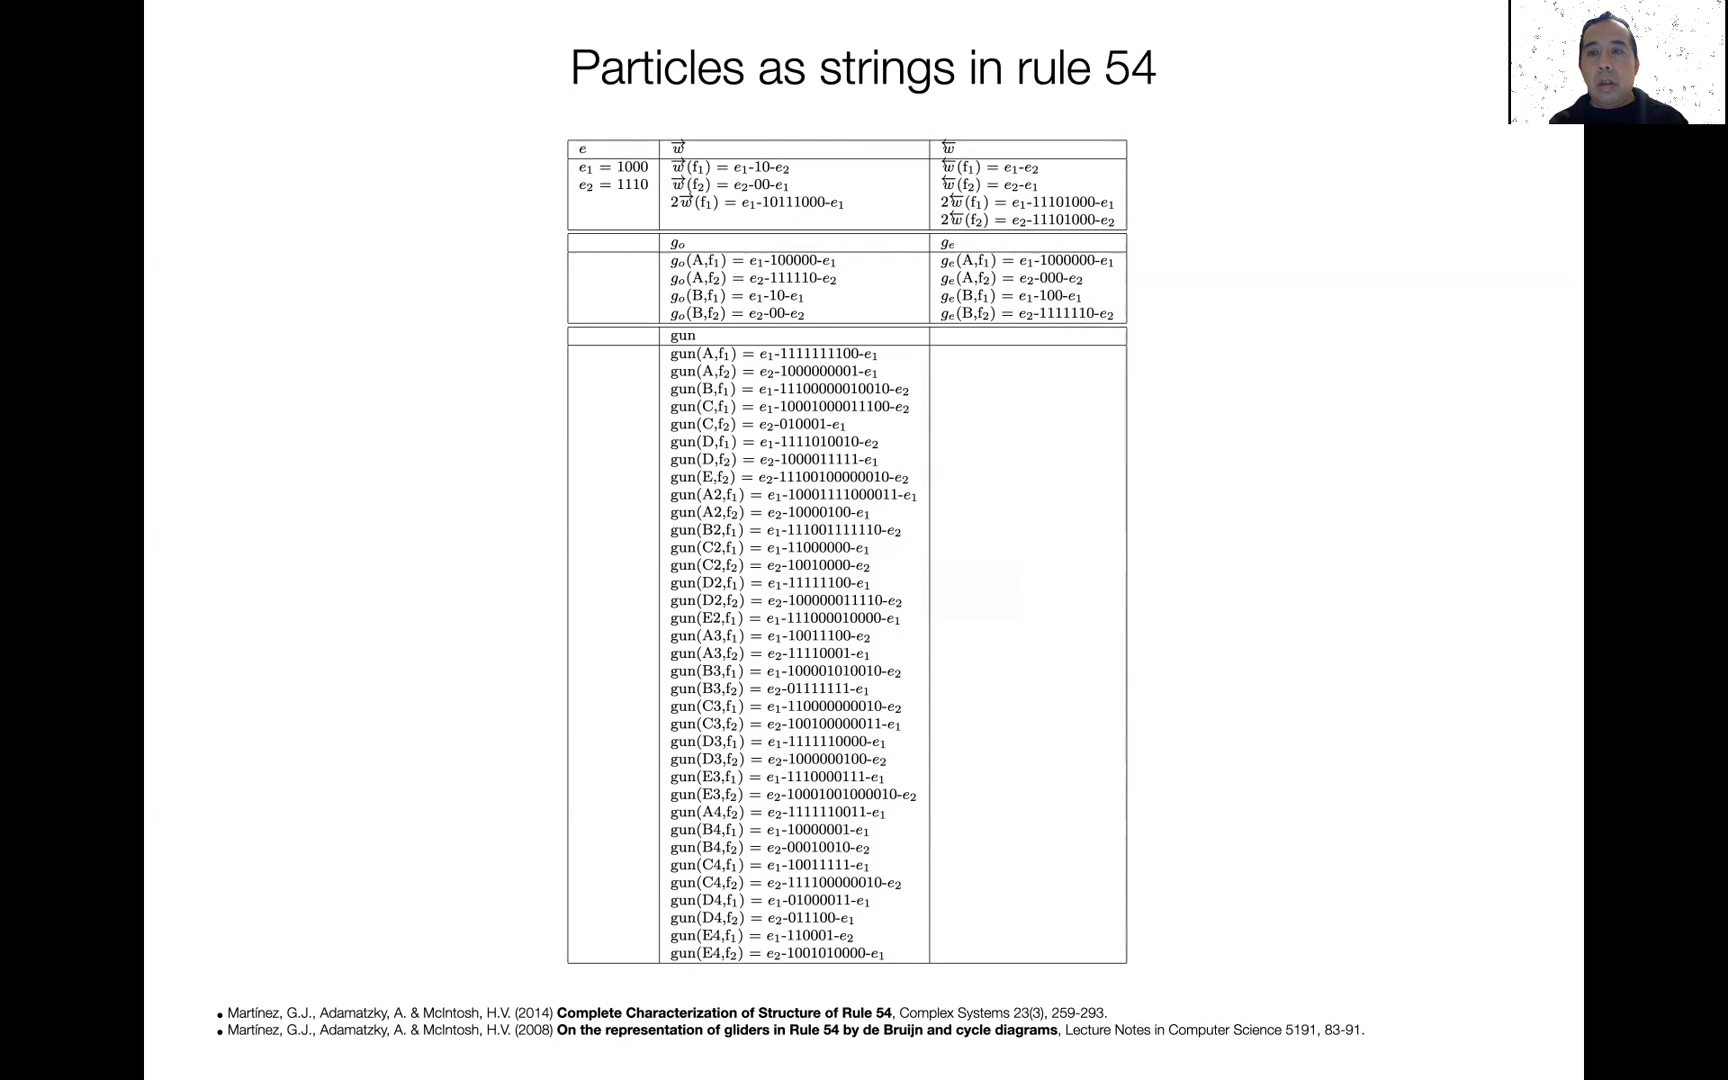 Particles as strings in rule 54
e w⃗ w⃖
e₁ = 1000 w⃗(f₁) = e₁-10-e₂ w⃖(f₁) = e₁-e₂
e₂ = 1110 w⃗(f₂) = e₂-00-e₁ w⃖(f₂) = e₂-e₁
2w⃗(f₁) = e₁-10111000-e₁ 2w⃖(f₁) = e₁-11101000-e₁
2w⃖(f₂) = e₂-11101000-e₂
gₒ gₑ
gₒ(A,f₁) = e₁-100000-e₁ gₑ(A,f₁) = e₁-1000000-e₁
gₒ(A,f₂) = e₂-111110-e₂ gₑ(A,f₂) = e₂-000-e₂
gₒ(B,f₁) = e₁-10-e₁ gₑ(B,f₁) = e₁-100-e₁
gₒ(B,f₂) = e₂-00-e₂ gₑ(B,f₂) = e₂-1111110-e₂
gun
gun(A,f₁) = e₁-1111111100-e₁
gun(A,f₂) = e₂-1000000001-e₁
gun(B,f₁) = e₁-11100000010010-e₂
gun(C,f₁) = e₁-10001000011100-e₂
gun(C,f₂) = e₂-010001-e₁
gun(D,f₁) = e₁-1111010010-e₂
gun(D,f₂) = e₂-1000011111-e₁
gun(E,f₂) = e₂-11100100000010-e₂
gun(A2,f₁) = e₁-10001111000011-e₁
gun(A2,f₂) = e₂-10000100-e₁
gun(B2,f₁) = e₁-111001111110-e₂
gun(C2,f₁) = e₁-11000000-e₁
gun(C2,f₂) = e₂-10010000-e₂
gun(D2,f₁) = e₁-11111100-e₁
gun(D2,f₂) = e₂-100000011110-e₂
gun(E2,f₁) = e₁-111000010000-e₁
gun(A3,f₁) = e₁-10011100-e₂
gun(A3,f₂) = e₂-11110001-e₁
gun(B3,f₁) = e₁-100001010010-e₂
gun(B3,f₂) = e₂-01111111-e₁
gun(C3,f₁) = e₁-110000000010-e₂
gun(C3,f₂) = e₂-100100000011-e₁
gun(D3,f₁) = e₁-1111110000-e₁
gun(D3,f₂) = e₂-1000000100-e₂
gun(E3,f₁) = e₁-1110000111-e₁
gun(E3,f₂) = e₂-10001001000010-e₂
gun(A4,f₂) = e₂-1111110011-e₁
gun(B4,f₁) = e₁-10000001-e₁
gun(B4,f₂) = e₂-00010010-e₂
gun(C4,f₁) = e₁-10011111-e₁
gun(C4,f₂) = e₂-111100000010-e₂
gun(D4,f₁) = e₁-01000011-e₁
gun(D4,f₂) = e₂-011100-e₁
gun(E4,f₁) = e₁-110001-e₂
gun(E4,f₂) = e₂-1001010000-e₁
• Martínez, G.J., Adamatzky, A. & McIntosh, H.V. (2014) Complete Characterization of Structure of Rule 54, Complex Systems 23(3), 259-293.
• Martínez, G.J., Adamatzky, A. & McIntosh, H.V. (2008) On the representation of gliders in Rule 54 by de Bruijn and cycle diagrams, Lecture Notes in Computer Science 5191, 83-91.